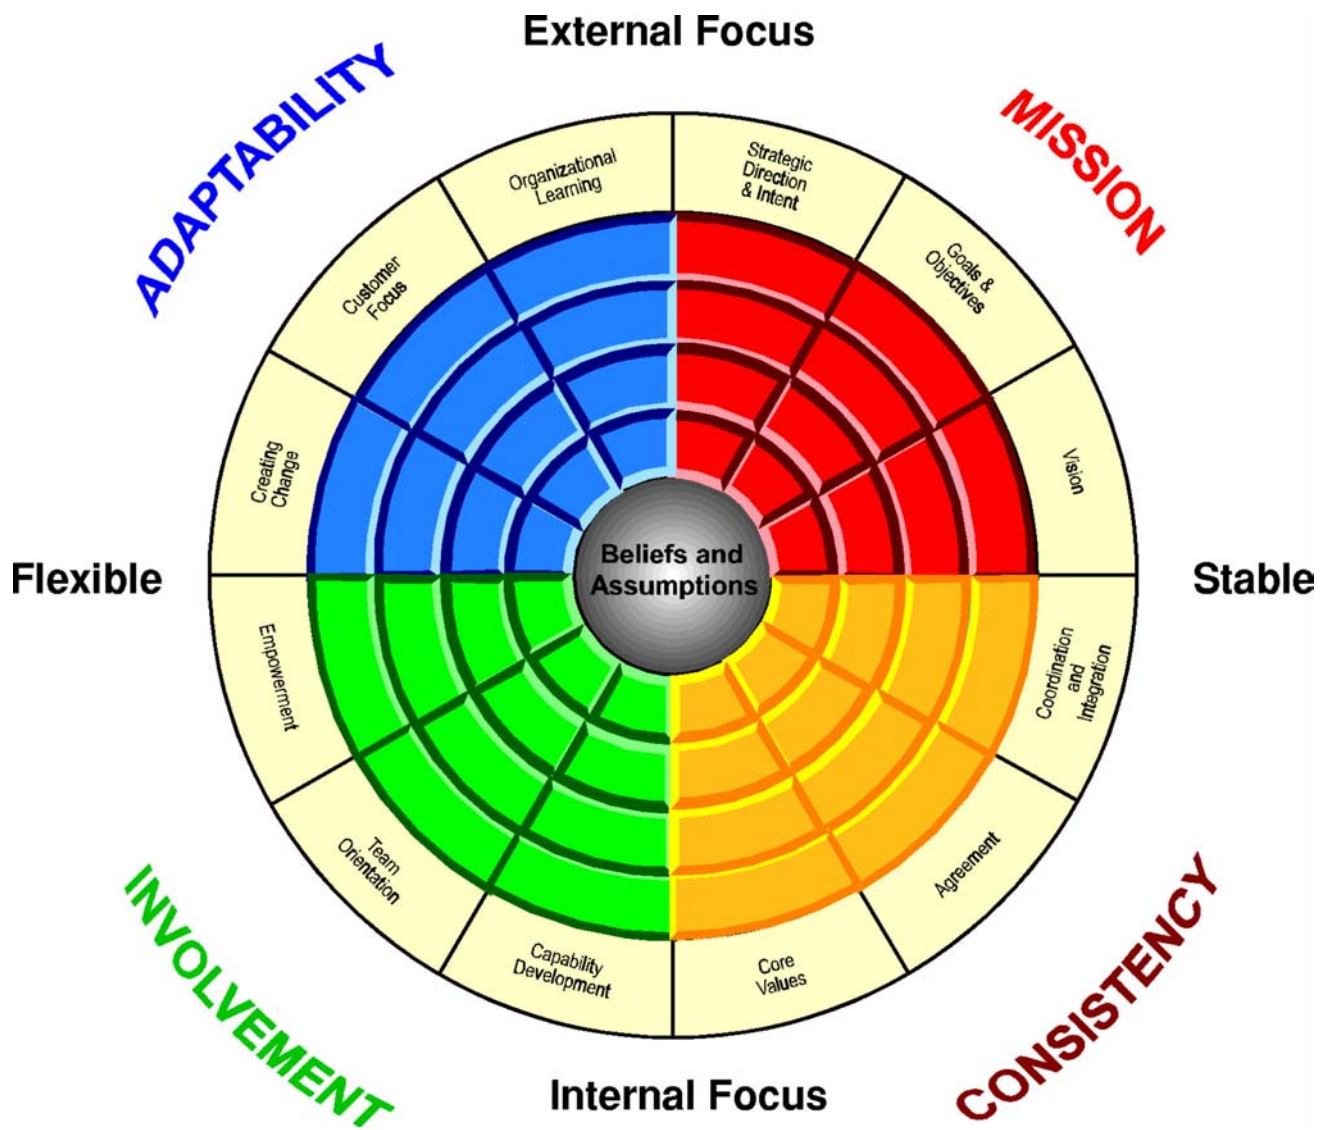 External Focus
ADAPTABILITY
MISSION
Organizational
Learning
Strategic
Direction
& Intent
Customer
Focus
Goals &
Objectives
Creating
Change
Vision
Flexible
Beliefs and
Assumptions
Stable
Empowerment
Coordination
and
Integration
Team
Orientation
Agreement
Capability
Development
Core
Values
INVOLVEMENT
CONSISTENCY
Internal Focus